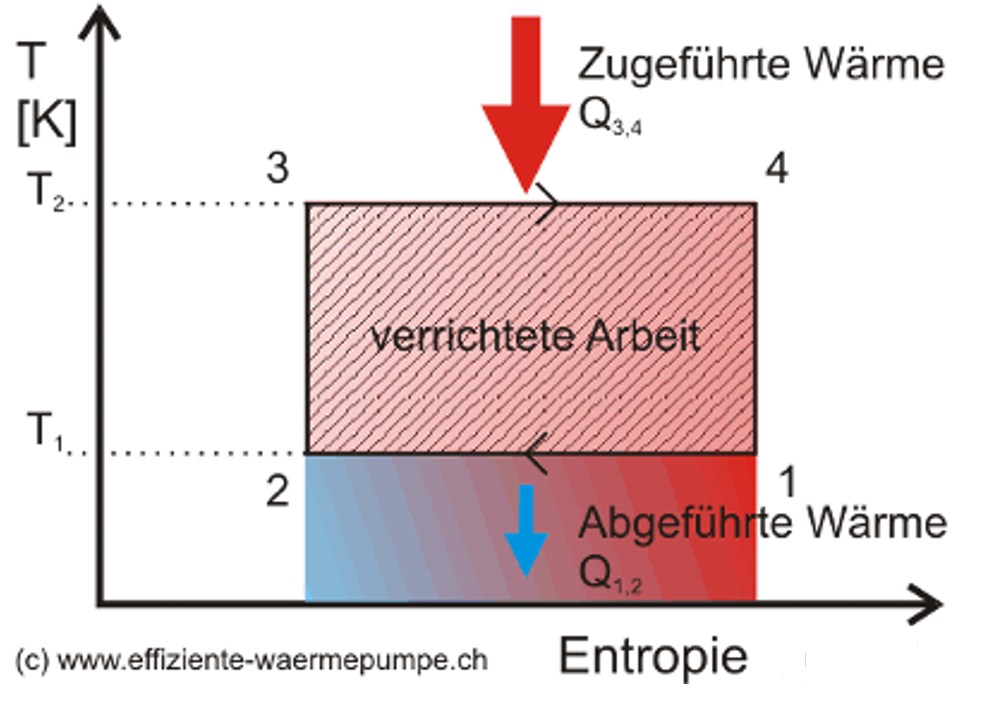 T
[K]
Zugeführte Wärme
Q3,4
3
4
T2
verrichtete Arbeit
T1
2
1
Abgeführte Wärme
Q1,2
(c) www.effiziente-waermepumpe.ch
Entropie